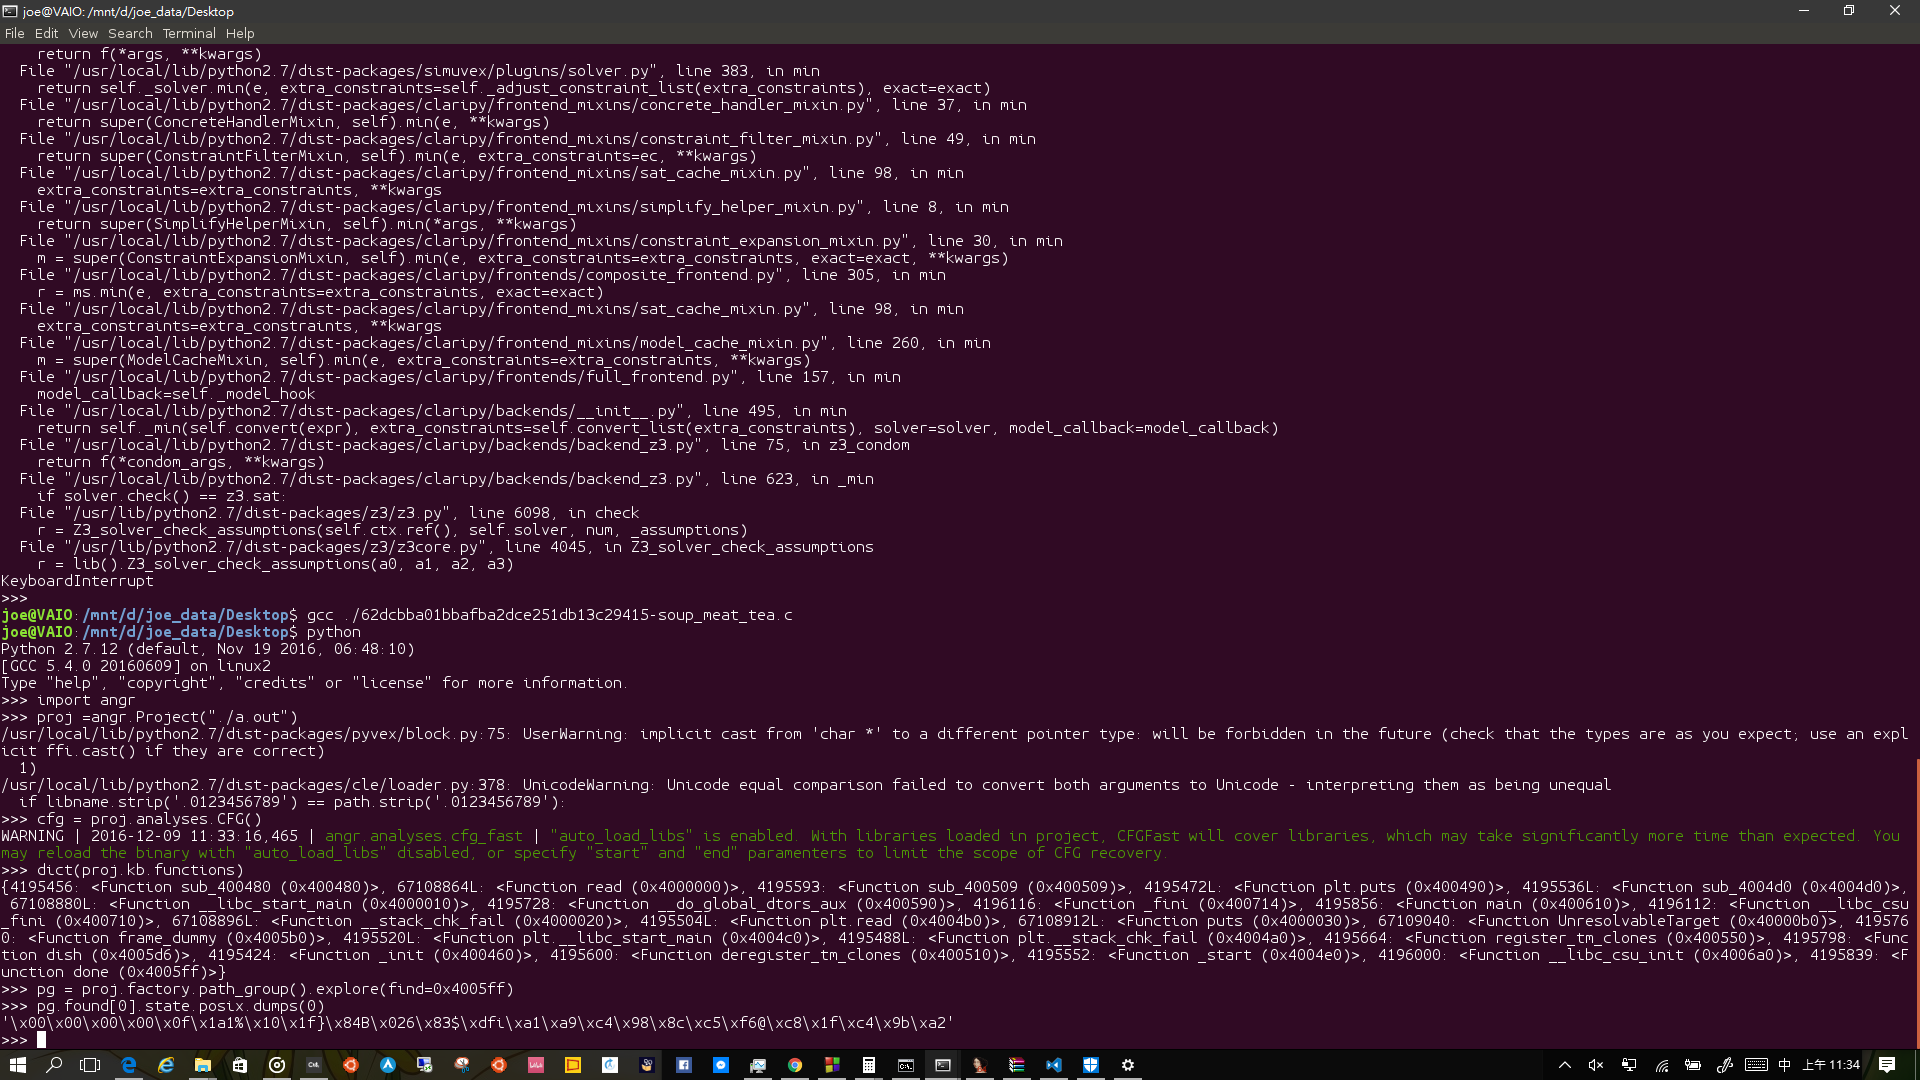 joe@VAIO: /mnt/d/joe_data/Desktop
File Edit View Search Terminal Help
    return f(*args, **kwargs)
  File "/usr/local/lib/python2.7/dist-packages/simuvex/plugins/solver.py", line 383, in min
    return self._solver.min(e, extra_constraints=self._adjust_constraint_list(extra_constraints), exact=exact)
  File "/usr/local/lib/python2.7/dist-packages/claripy/frontend_mixins/concrete_handler_mixin.py", line 37, in min
    return super(ConcreteHandlerMixin, self).min(e, **kwargs)
  File "/usr/local/lib/python2.7/dist-packages/claripy/frontend_mixins/constraint_filter_mixin.py", line 49, in min
    return super(ConstraintFilterMixin, self).min(e, extra_constraints=ec, **kwargs)
  File "/usr/local/lib/python2.7/dist-packages/claripy/frontend_mixins/sat_cache_mixin.py", line 98, in min
    extra_constraints=extra_constraints, **kwargs
  File "/usr/local/lib/python2.7/dist-packages/claripy/frontend_mixins/simplify_helper_mixin.py", line 8, in min
    return super(SimplifyHelperMixin, self).min(*args, **kwargs)
  File "/usr/local/lib/python2.7/dist-packages/claripy/frontend_mixins/constraint_expansion_mixin.py", line 30, in min
    m = super(ConstraintExpansionMixin, self).min(e, extra_constraints=extra_constraints, exact=exact, **kwargs)
  File "/usr/local/lib/python2.7/dist-packages/claripy/frontends/composite_frontend.py", line 305, in min
    r = ms.min(e, extra_constraints=extra_constraints, exact=exact)
  File "/usr/local/lib/python2.7/dist-packages/claripy/frontend_mixins/sat_cache_mixin.py", line 98, in min
    extra_constraints=extra_constraints, **kwargs
  File "/usr/local/lib/python2.7/dist-packages/claripy/frontend_mixins/model_cache_mixin.py", line 260, in min
    m = super(ModelCacheMixin, self).min(e, extra_constraints=extra_constraints, **kwargs)
  File "/usr/local/lib/python2.7/dist-packages/claripy/frontends/full_frontend.py", line 157, in min
    model_callback=self._model_hook
  File "/usr/local/lib/python2.7/dist-packages/claripy/backends/__init__.py", line 495, in min
    return self._min(self.convert(expr), extra_constraints=self.convert_list(extra_constraints), solver=solver, model_callback=model_callback)
  File "/usr/local/lib/python2.7/dist-packages/claripy/backends/backend_z3.py", line 75, in z3_condom
    return f(*condom_args, **kwargs)
  File "/usr/local/lib/python2.7/dist-packages/claripy/backends/backend_z3.py", line 623, in _min
    if solver.check() == z3.sat:
  File "/usr/lib/python2.7/dist-packages/z3/z3.py", line 6098, in check
    r = Z3_solver_check_assumptions(self.ctx.ref(), self.solver, num, _assumptions)
  File "/usr/lib/python2.7/dist-packages/z3/z3core.py", line 4045, in Z3_solver_check_assumptions
    r = lib().Z3_solver_check_assumptions(a0, a1, a2, a3)
KeyboardInterrupt
>>>
joe@VAIO:/mnt/d/joe_data/Desktop$ gcc ./62dcbba01bbafba2dce251db13c29415-soup_meat_tea.c
joe@VAIO:/mnt/d/joe_data/Desktop$ python
Python 2.7.12 (default, Nov 19 2016, 06:48:10)
[GCC 5.4.0 20160609] on linux2
Type "help", "copyright", "credits" or "license" for more information.
>>> import angr
>>> proj =angr.Project("./a.out")
/usr/local/lib/python2.7/dist-packages/pyvex/block.py:75: UserWarning: implicit cast from 'char *' to a different pointer type: will be forbidden in the future (check that the types are as you expect; use an expl
icit ffi.cast() if they are correct)
  1)
/usr/local/lib/python2.7/dist-packages/cle/loader.py:378: UnicodeWarning: Unicode equal comparison failed to convert both arguments to Unicode - interpreting them as being unequal
  if libname.strip('.0123456789') == path.strip('.0123456789'):
>>> cfg = proj.analyses.CFG()
WARNING | 2016-12-09 11:33:16,465 | angr.analyses.cfg_fast | "auto_load_libs" is enabled. With libraries loaded in project, CFGFast will cover libraries, which may take significantly more time than expected. You
may reload the binary with "auto_load_libs" disabled, or specify "start" and "end" paramenters to limit the scope of CFG recovery.
>>> dict(proj.kb.functions)
{4195456: <Function sub_400480 (0x400480)>, 67108864L: <Function read (0x4000000)>, 4195593: <Function sub_400509 (0x400509)>, 4195472L: <Function plt.puts (0x400490)>, 4195536L: <Function sub_4004d0 (0x4004d0)>,
 67108880L: <Function __libc_start_main (0x4000010)>, 4195728: <Function __do_global_dtors_aux (0x400590)>, 4196116: <Function _fini (0x400714)>, 4195856: <Function main (0x400610)>, 4196112: <Function __libc_csu
_fini (0x400710)>, 67108896L: <Function __stack_chk_fail (0x4000020)>, 4195504L: <Function plt.read (0x4004b0)>, 67108912L: <Function puts (0x4000030)>, 67109040: <Function UnresolvableTarget (0x40000b0)>, 419576
0: <Function frame_dummy (0x4005b0)>, 4195520L: <Function plt.__libc_start_main (0x4004c0)>, 4195488L: <Function plt.__stack_chk_fail (0x4004a0)>, 4195664: <Function register_tm_clones (0x400550)>, 4195798: <Func
tion dish (0x4005d6)>, 4195424: <Function _init (0x400460)>, 4195600: <Function deregister_tm_clones (0x400510)>, 4195552: <Function _start (0x4004e0)>, 4196000: <Function __libc_csu_init (0x4006a0)>, 4195839: <F
unction done (0x4005ff)>}
>>> pg = proj.factory.path_group().explore(find=0x4005ff)
>>> pg.found[0].state.posix.dumps(0)
'\x00\x00\x00\x00\x0f\x1a1%\x10\x1f}\x84B\x026\x83$\xdfi\xa1\xa9\xc4\x98\x8c\xc5\xf6@\xc8\x1f\xc4\x9b\xa2'
>>>
中 上午 11:34